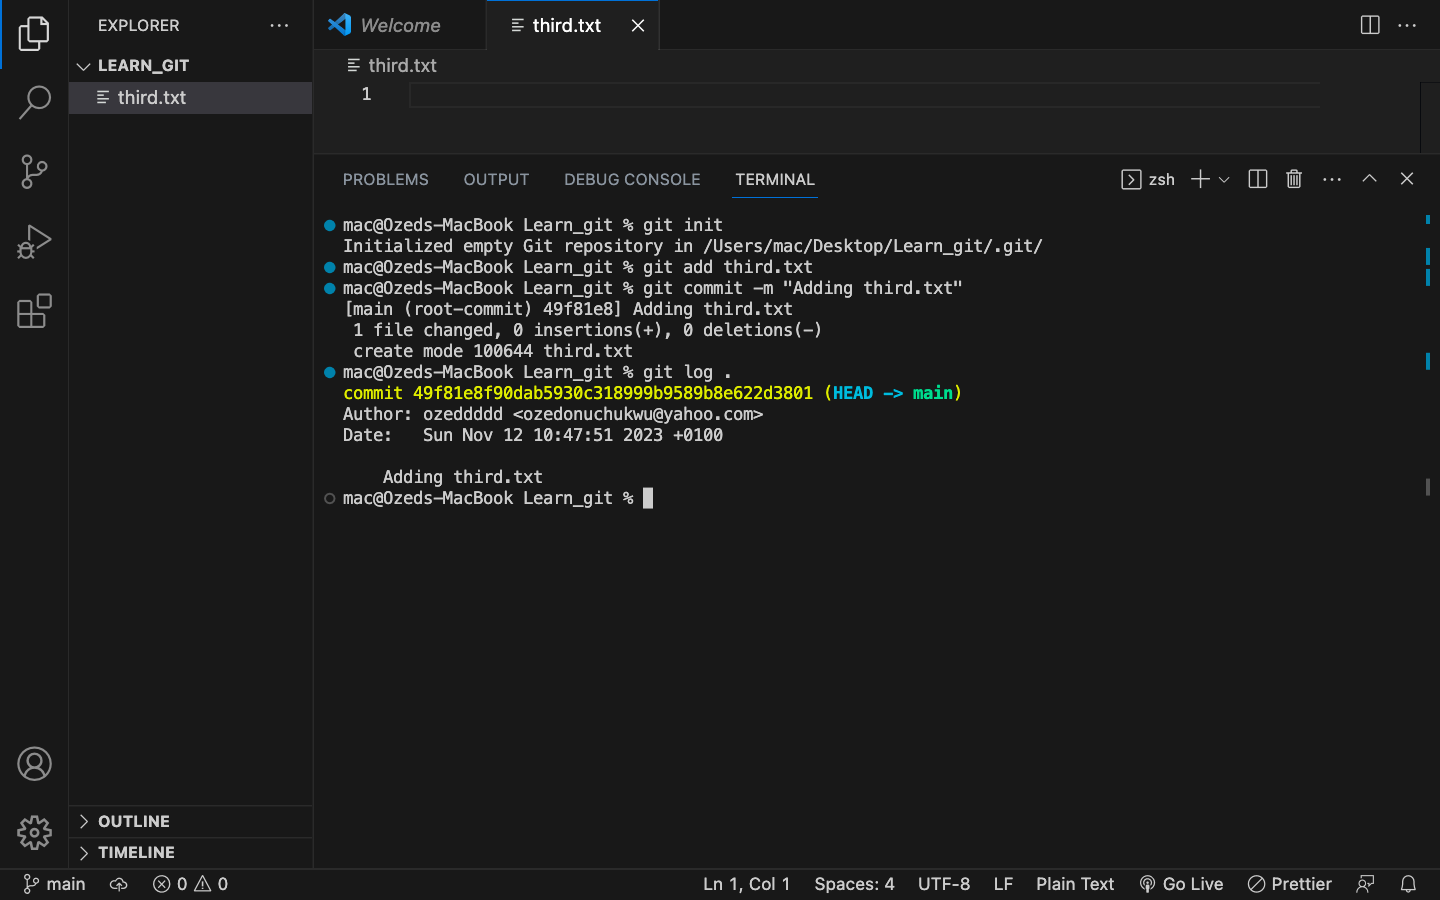 EXPLORER
Welcome
third.txt
LEARN_GIT
third.txt
third.txt
1
PROBLEMS OUTPUT DEBUG CONSOLE TERMINAL
zsh
mac@Ozeds-MacBook Learn_git % git init
Initialized empty Git repository in /Users/mac/Desktop/Learn_git/.git/
mac@Ozeds-MacBook Learn_git % git add third.txt
mac@Ozeds-MacBook Learn_git % git commit -m "Adding third.txt"
[main (root-commit) 49f81e8] Adding third.txt
1 file changed, 0 insertions(+), 0 deletions(-)
create mode 100644 third.txt
mac@Ozeds-MacBook Learn_git % git log .
commit 49f81e8f90dab5930c318999b9589b8e622d3801 (HEAD -> main)
Author: ozeddddd <ozedonuchukwu@yahoo.com>
Date:   Sun Nov 12 10:47:51 2023 +0100
Adding third.txt
mac@Ozeds-MacBook Learn_git %
OUTLINE
TIMELINE
main 0 0 Ln 1, Col 1 Spaces: 4 UTF-8 LF Plain Text Go Live Prettier